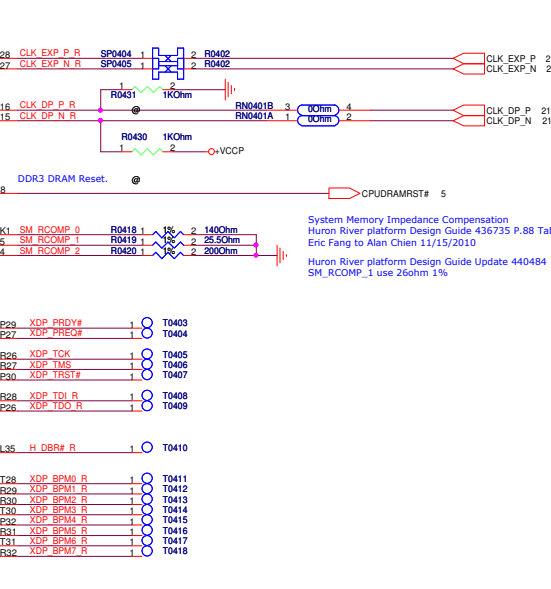 28 CLK_EXP_P_R SP0404 1 2 R0402 CLK_EXP_P 2
27 CLK_EXP_N_R SP0405 1 2 R0402 CLK_EXP_N 2
1 2
R0431 1KOhm
16 CLK_DP_P_R @ RN0401B 3 0Ohm 4 CLK_DP_P 21
15 CLK_DP_N_R RN0401A 1 0Ohm 2 CLK_DP_N 21
R0430 1KOhm
1 2 +VCCP
DDR3 DRAM Reset. @
8 CPUDRAMRST# 5
System Memory Impedance Compensation
K1 SM_RCOMP_0 R0418 1 1% 2 140Ohm Huron River platform Design Guide 436735 P.88 Tal
5 SM_RCOMP_1 R0419 1 1% 2 25.5Ohm Eric Fang to Alan Chien 11/15/2010
4 SM_RCOMP_2 R0420 1 1% 2 200Ohm
Huron River platform Design Guide Update 440484
SM_RCOMP_1 use 26ohm 1%
P29 XDP_PRDY# 1 T0403
P27 XDP_PREQ# 1 T0404
R26 XDP_TCK 1 T0405
R27 XDP_TMS 1 T0406
P30 XDP_TRST# 1 T0407
R28 XDP_TDI_R 1 T0408
P26 XDP_TDO_R 1 T0409
L35 H_DBR#_R 1 T0410
T28 XDP_BPM0_R 1 T0411
R29 XDP_BPM1_R 1 T0412
R30 XDP_BPM2_R 1 T0413
T30 XDP_BPM3_R 1 T0414
P32 XDP_BPM4_R 1 T0415
R31 XDP_BPM5_R 1 T0416
T31 XDP_BPM6_R 1 T0417
R32 XDP_BPM7_R 1 T0418